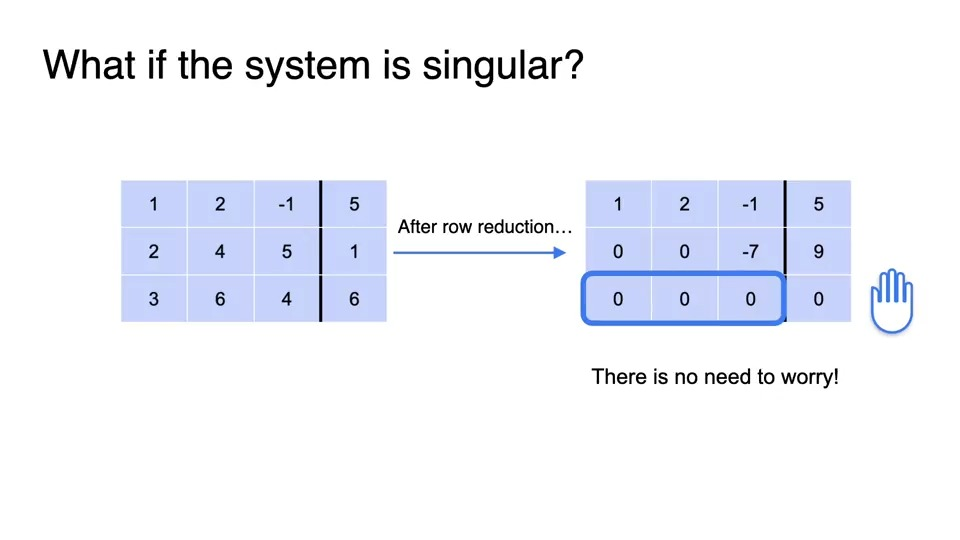 What if the system is singular?
1 2 -1 5
2 4 5 1
3 6 4 6
After row reduction…
1 2 -1 5
0 0 -7 9
0 0 0 0
There is no need to worry!